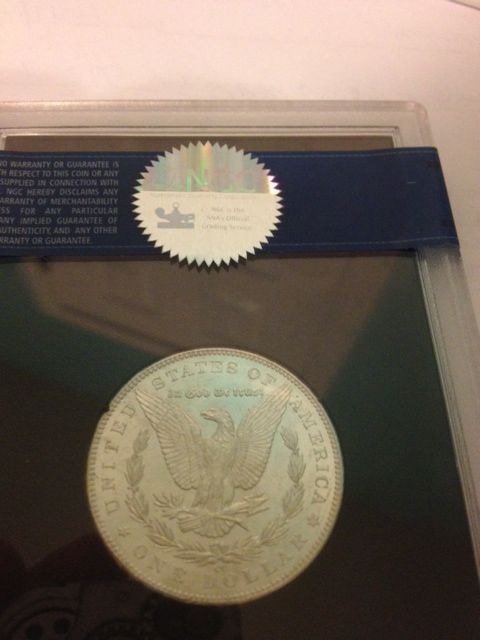 NO WARRANTY OR GUARANTEE IS
H RESPECT TO THIS COIN OR ANY
SUPPLIED IN CONNECTION WITH
NGC HEREBY DISCLAIMS ANY
WARRANTY OF MERCHANTABILITY
ESS FOR ANY PARTICULAR
ANY IMPLIED GUARANTEE OF
AUTHENTICITY, AND ANY OTHER
RRANTY OR GUARANTEE.
NGC
NGC is the
ANA's Official
Grading Service
UNITED STATES OF AMERICA
In God We Trust
ONE DOLLAR